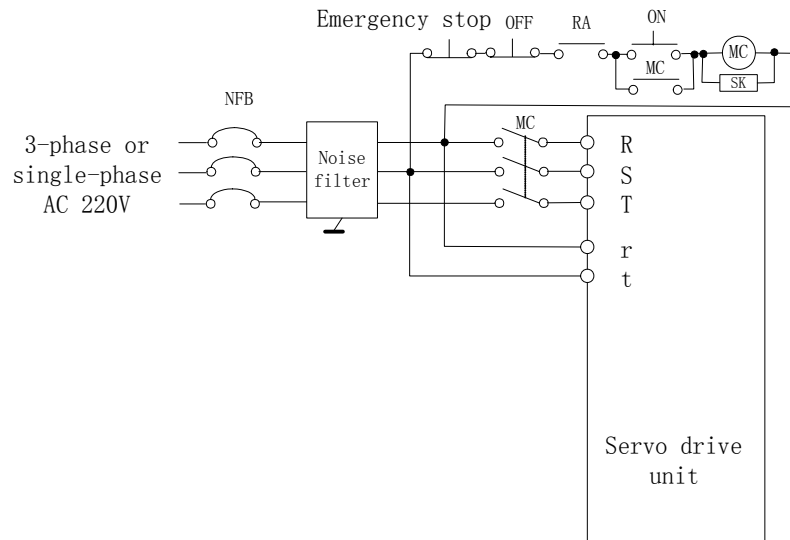 Emergency stop
OFF
RA
ON
MC
MC
SK
NFB
3-phase or
single-phase
AC 220V
Noise
filter
MC
R
S
T
r
t
Servo drive
unit